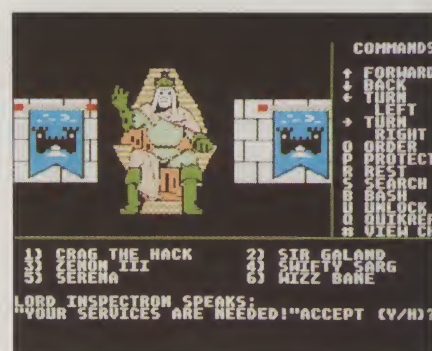 COMMANDS
↑ FORWARD
↓ BACK
← TURN
LEFT
→ TURN
RIGHT
O ORDER
P PROTECT
R REST
S SEARCH
B BASH
U UNLOCK
Q QUIKREF
# VIEW CH
1) CRAG THE HACK 2) SIR GALAND
3) ZENON III 4) SWIFTY SARG
5) SERENA 6) WIZZ BANE
LORD INSPECTRON SPEAKS:
"YOUR SERVICES ARE NEEDED!"ACCEPT (Y/N)?